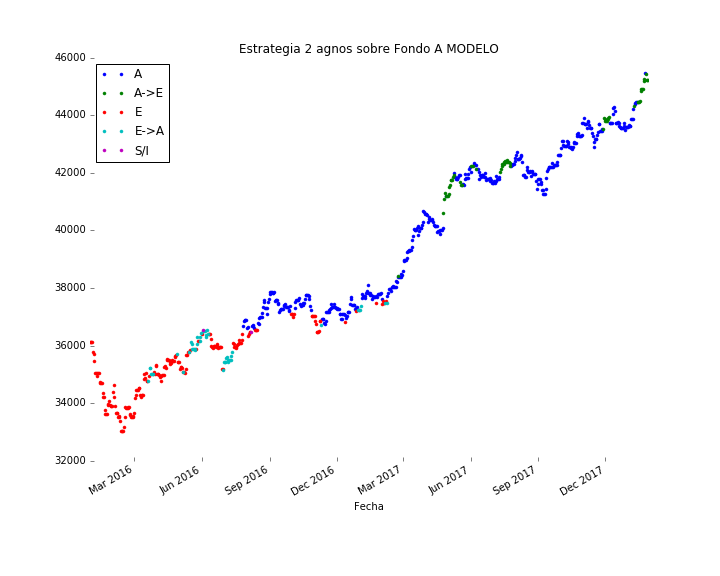 Estrategia 2 agnos sobre Fondo A MODELO
46000
44000
42000
40000
38000
36000
34000
32000
A
A->E
E
E->A
S/I
Mar 2016
Jun 2016
Sep 2016
Dec 2016
Mar 2017
Jun 2017
Sep 2017
Dec 2017
Fecha